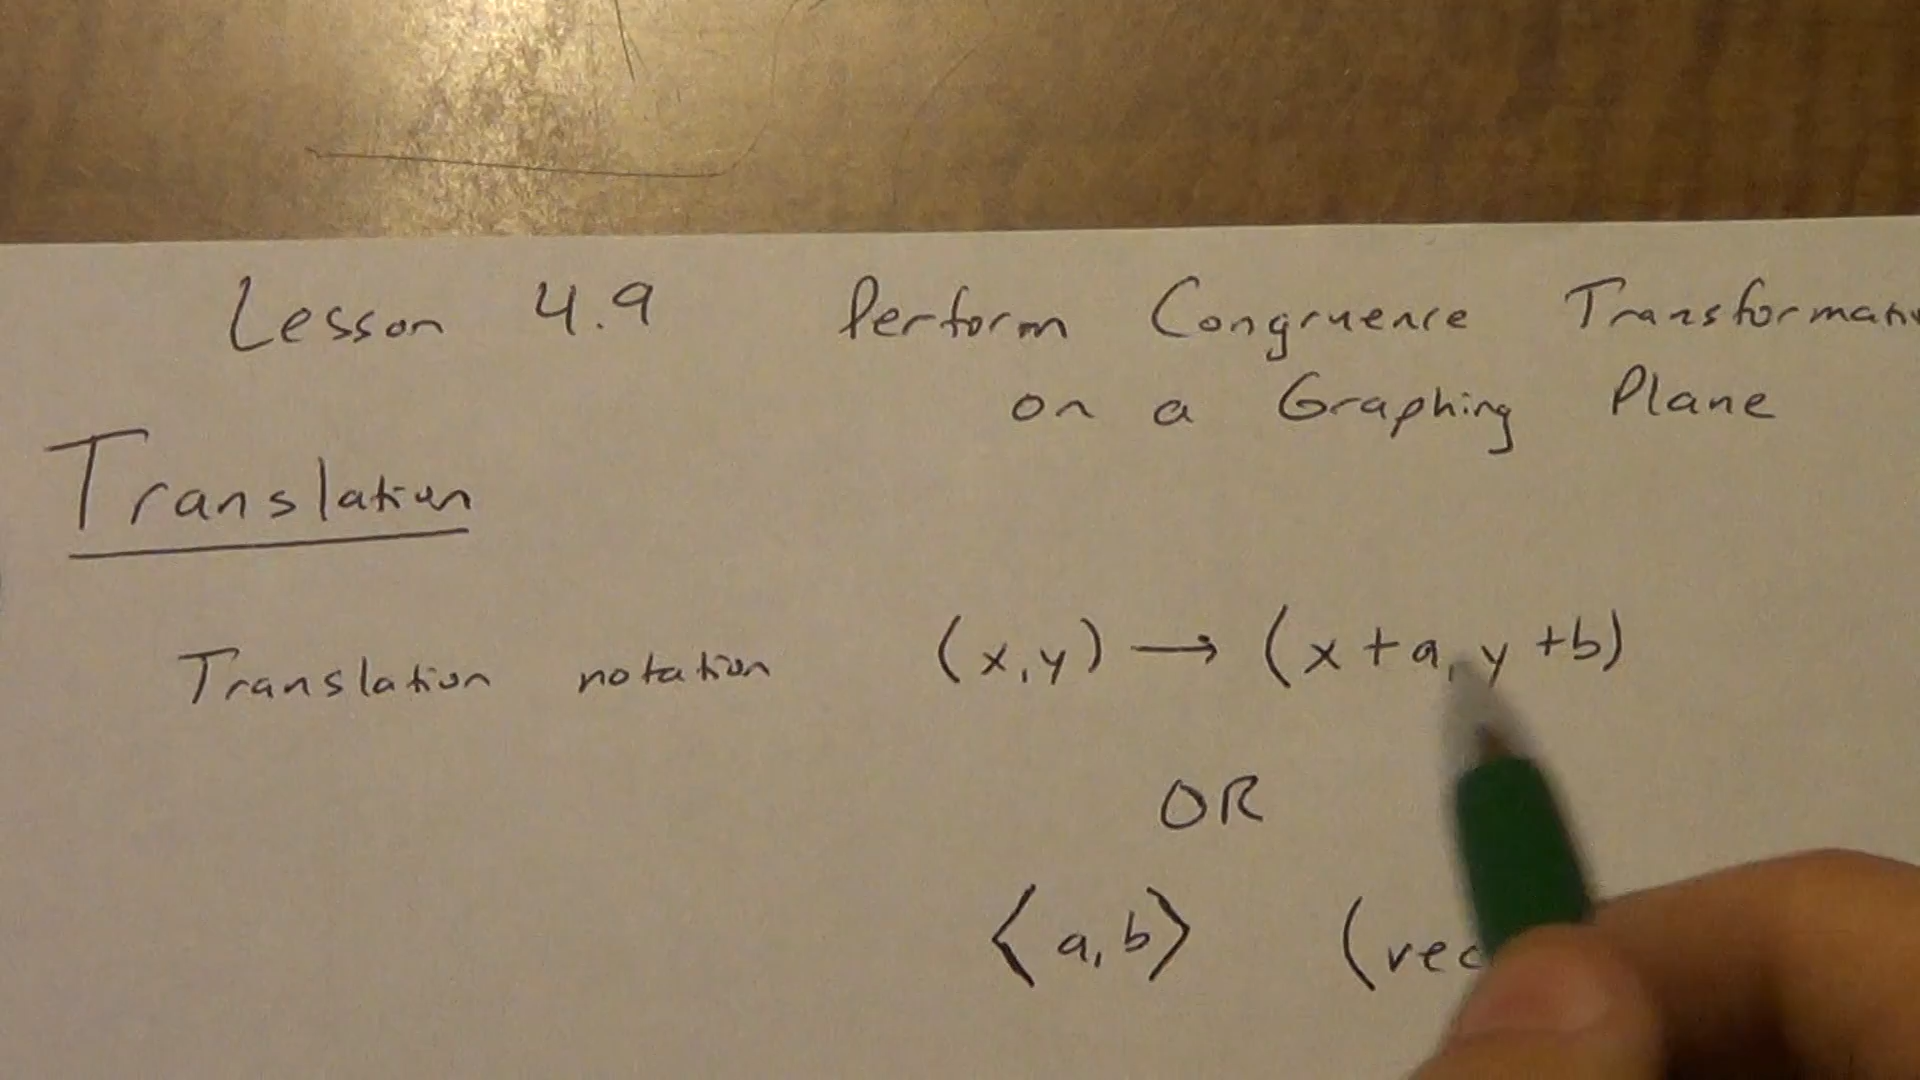 Lesson 4.9 Perform Congruence
on a Graphing Plane
Translation
Translation notation (x,y) → (x+a, y+b)
OR
⟨a,b⟩